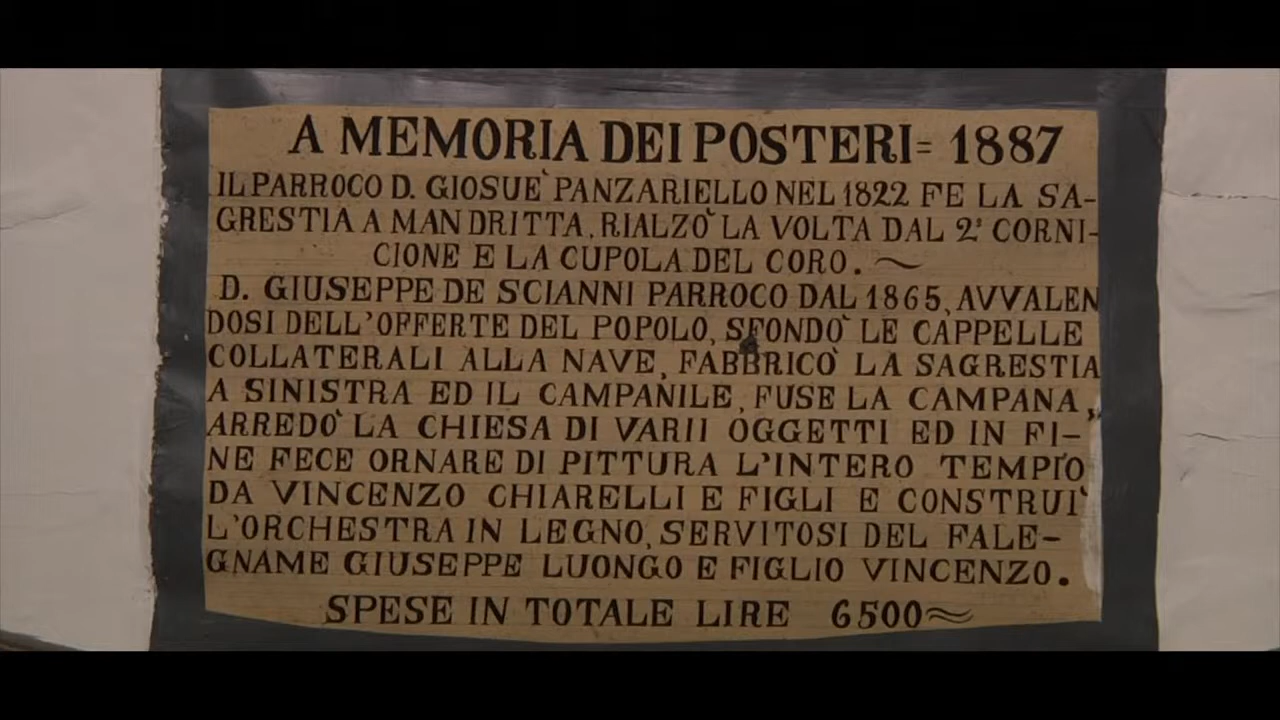 A MEMORIA DEI POSTERI = 1887
IL PARROCO D. GIOSUE` PANZARIELLO NEL 1822 FE LA SA-
GRESTIA A MAN DRITTA, RIALZO` LA VOLTA DAL 2° CORNI-
CIONE E LA CUPOLA DEL CORO. ~
D. GIUSEPPE DE SCIANNI PARROCO DAL 1865, AVVALEN
DOSI DELL'OFFERTE DEL POPOLO, SFONDO` LE CAPPELLE
COLLATERALI ALLA NAVE, FABBRICO` LA SAGRESTIA
A SINISTRA ED IL CAMPANILE, FUSE LA CAMPANA,
ARREDO` LA CHIESA DI VARII OGGETTI ED IN FI-
NE FECE ORNARE DI PITTURA L'INTERO TEMPIO
DA VINCENZO CHIARELLI E FIGLI E CONSTRUI`
L'ORCHESTRA IN LEGNO, SERVITOSI DEL FALE-
GNAME GIUSEPPE LUONGO E FIGLIO VINCENZO.
SPESE IN TOTALE LIRE 6500 ≈